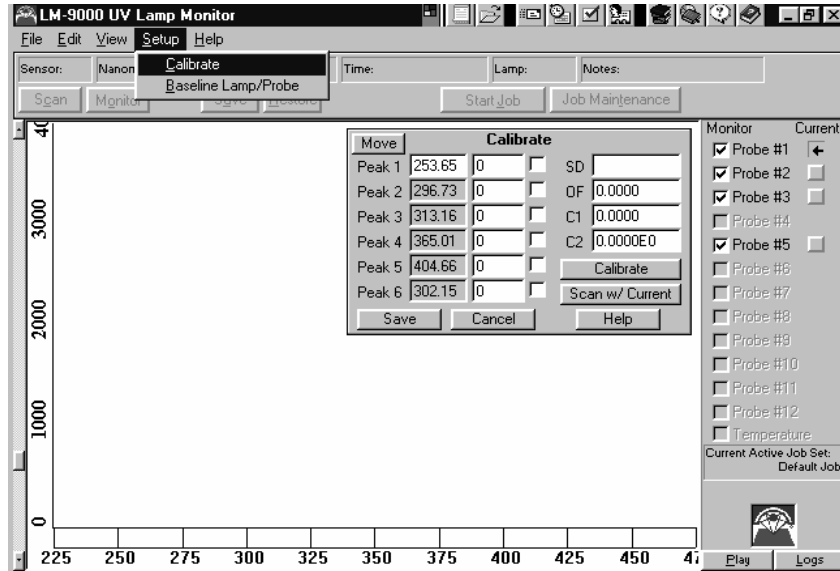 LM-9000 UV Lamp Monitor
File Edit View Setup Help
Calibrate
Baseline Lamp/Probe
Sensor: Time: Lamp: Notes:
Scan Start Job Job Maintenance
Calibrate
Move
Peak 1 253.65 0 SD
Peak 2 296.73 0 OF 0.0000
Peak 3 313.16 0 C1 0.0000
Peak 4 365.01 0 C2 0.0000E0
Peak 5 404.66 0 Calibrate
Peak 6 302.15 0 Scan w/ Current
Save Cancel Help
Monitor Current
Probe #1
Probe #2
Probe #3
Probe #4
Probe #5
Probe #6
Probe #7
Probe #8
Probe #9
Probe #10
Probe #11
Probe #12
Temperature
Current Active Job Set:
Default Job
Play Logs
3000
2000
1000
0
225 250 275 300 325 350 375 400 425 450